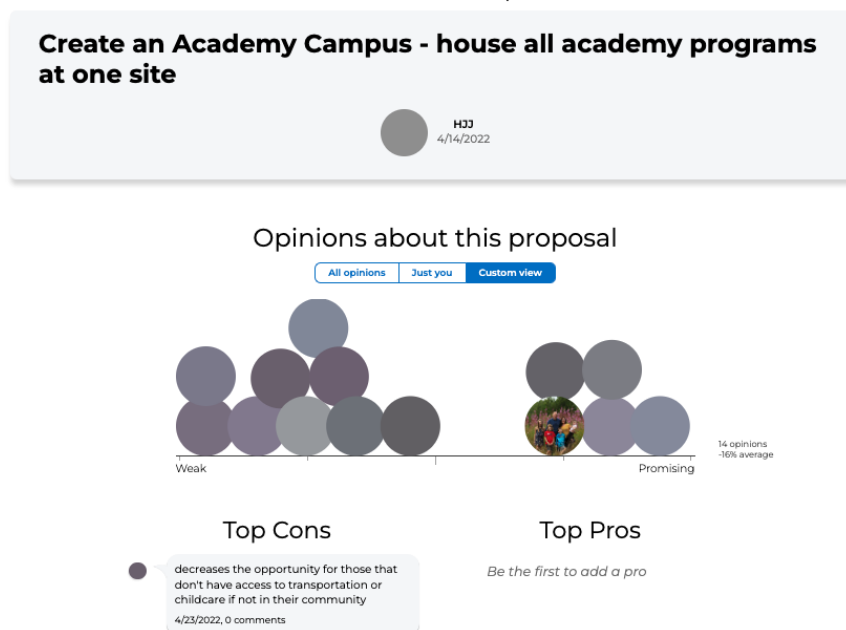 Create an Academy Campus - house all academy programs
at one site
HJJ
4/14/2022
Opinions about this proposal
All opinions
Just you
Custom view
14 opinions
-16% average
Weak
Promising
Top Cons
Top Pros
decreases the opportunity for those that
don't have access to transportation or
childcare if not in their community
4/23/2022, 0 comments
Be the first to add a pro